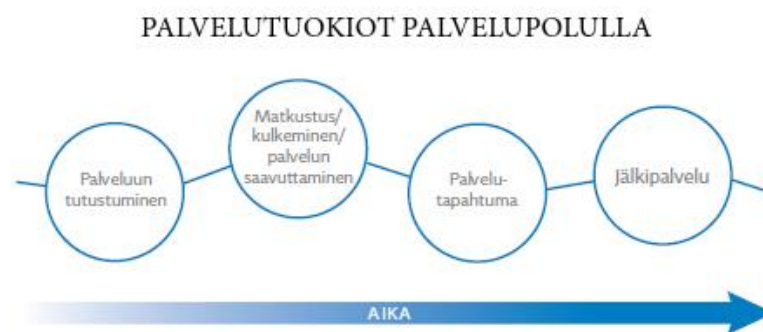 PALVELUTUOKIOT PALVELUPOLULLA
Palveluun
tutustuminen
Matkustus/
kulkeminen/
palvelun
saavuttaminen
Palvelu-
tapahtuma
Jälkipalvelu
AIKA